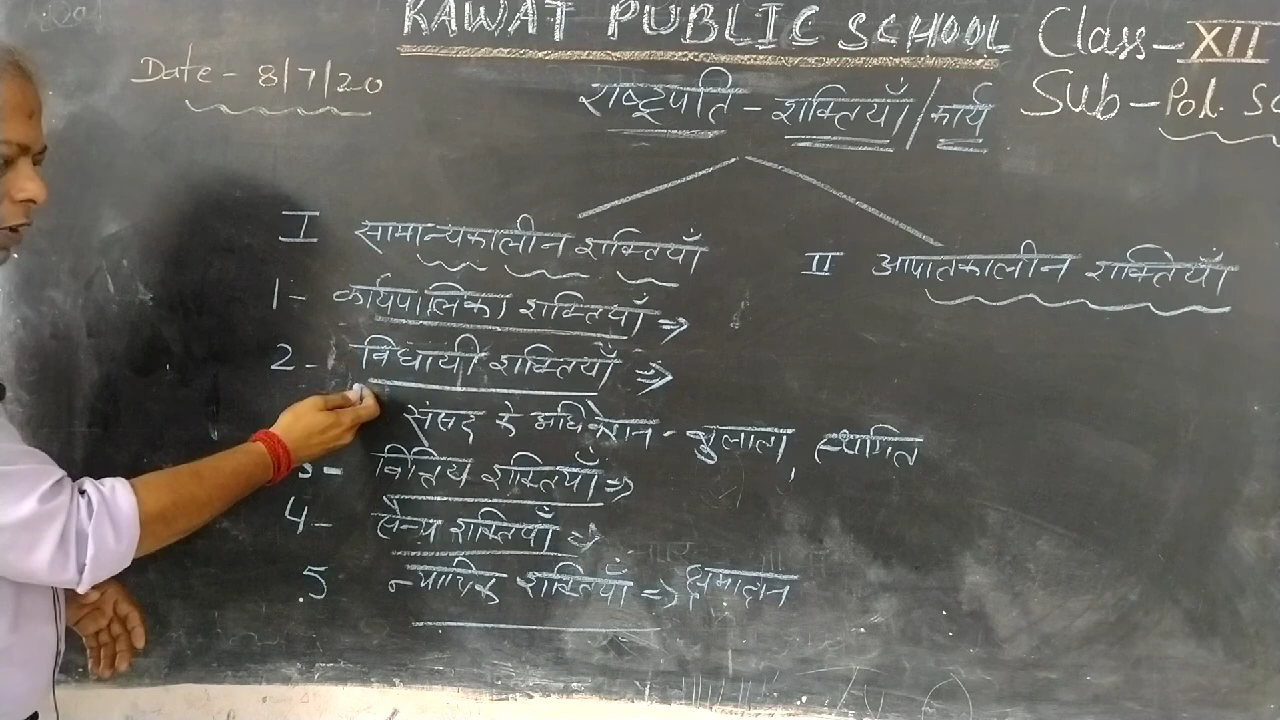 RAWAT PUBLIC SCHOOL Class-XII
Date - 8/7/20
Sub - Pol. Sc
राष्ट्रपति - शक्तियाँ/कार्य
I सामान्यकालीन शक्तियाँ
II आपातकालीन शक्तियाँ
1- कार्यपालिका शक्तियाँ ⇒
2- विधायी शक्तियाँ ⇒
संसद के अधिवेशन - बुलाला, स्थगित
3- वित्तिय शक्तियाँ ⇒
4- सैन्य शक्तियाँ ⇒
5 न्यायिक शक्तियाँ ⇒ क्षमादान